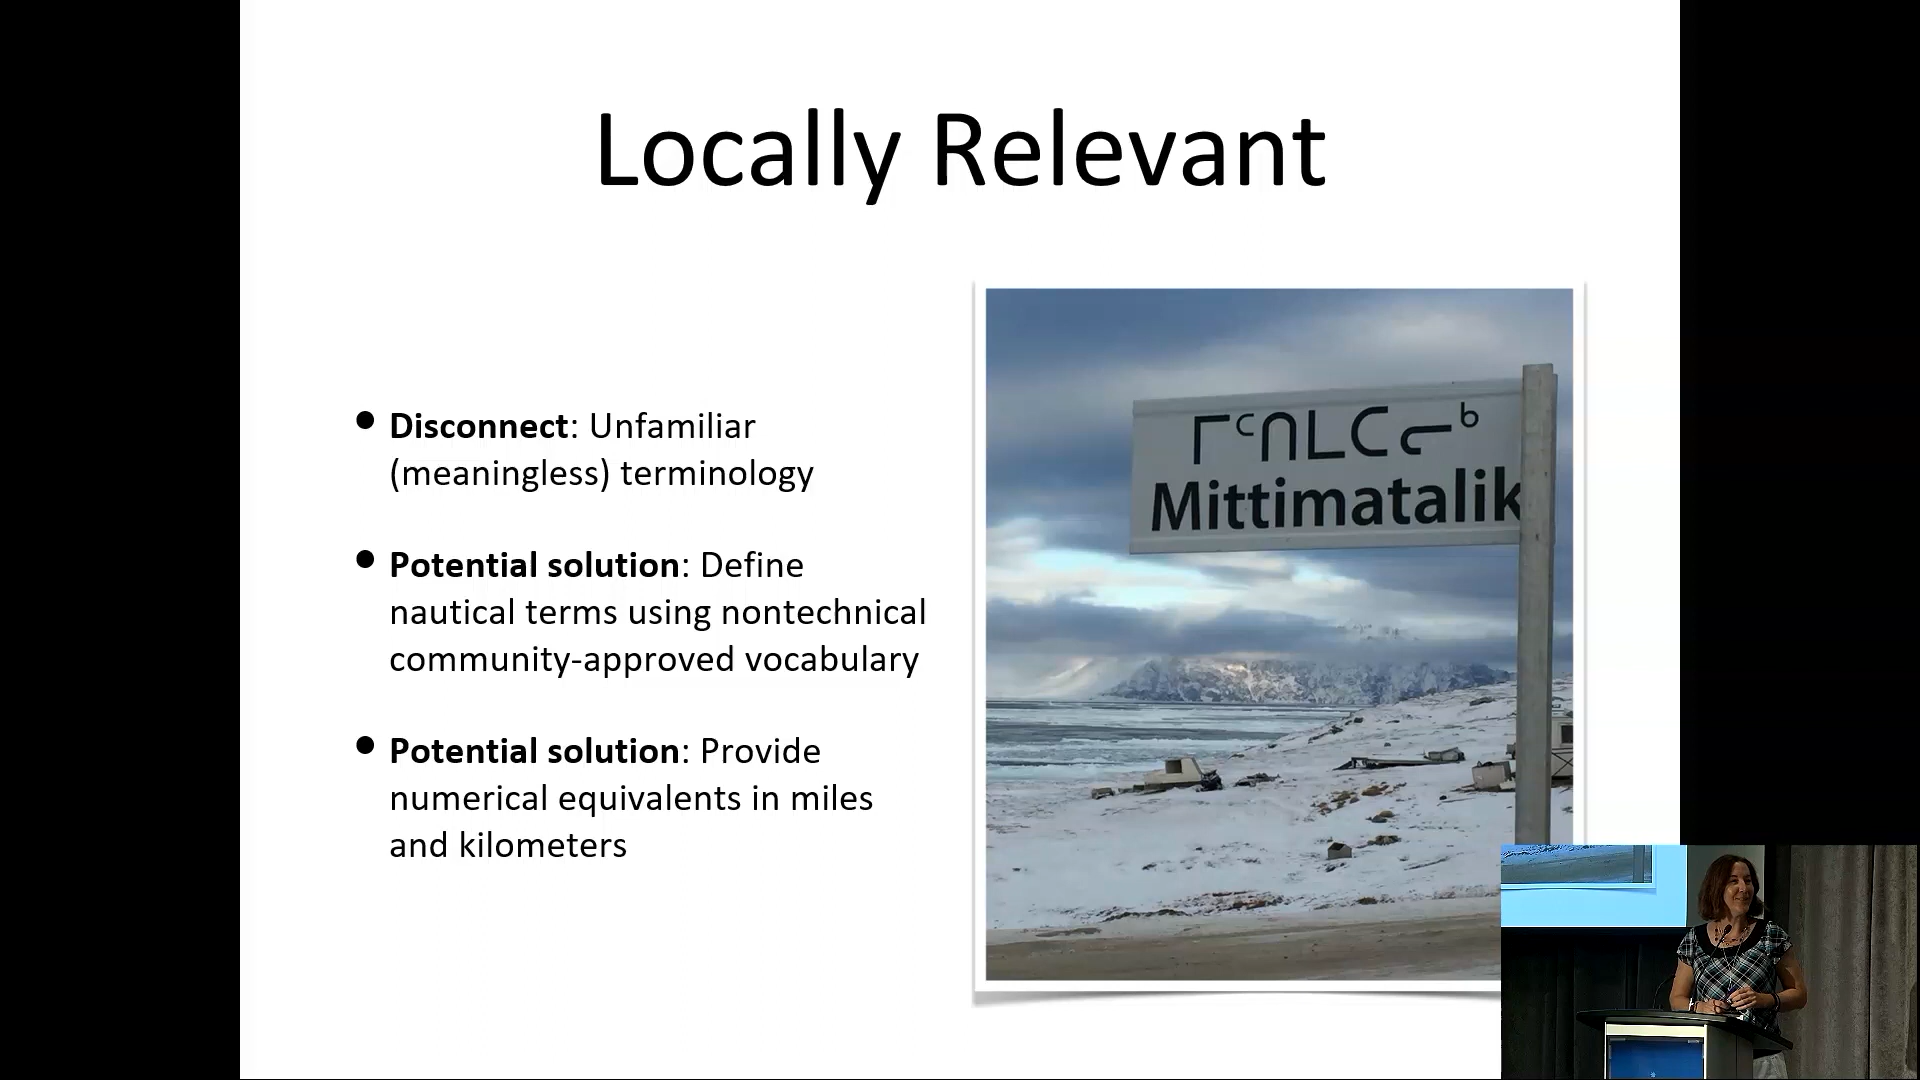 Locally Relevant
• Disconnect: Unfamiliar
(meaningless) terminology
• Potential solution: Define
nautical terms using nontechnical
community-approved vocabulary
• Potential solution: Provide
numerical equivalents in miles
and kilometers
ᒥᑦᑎᒪᑕᓕᒃ
Mittimatalik